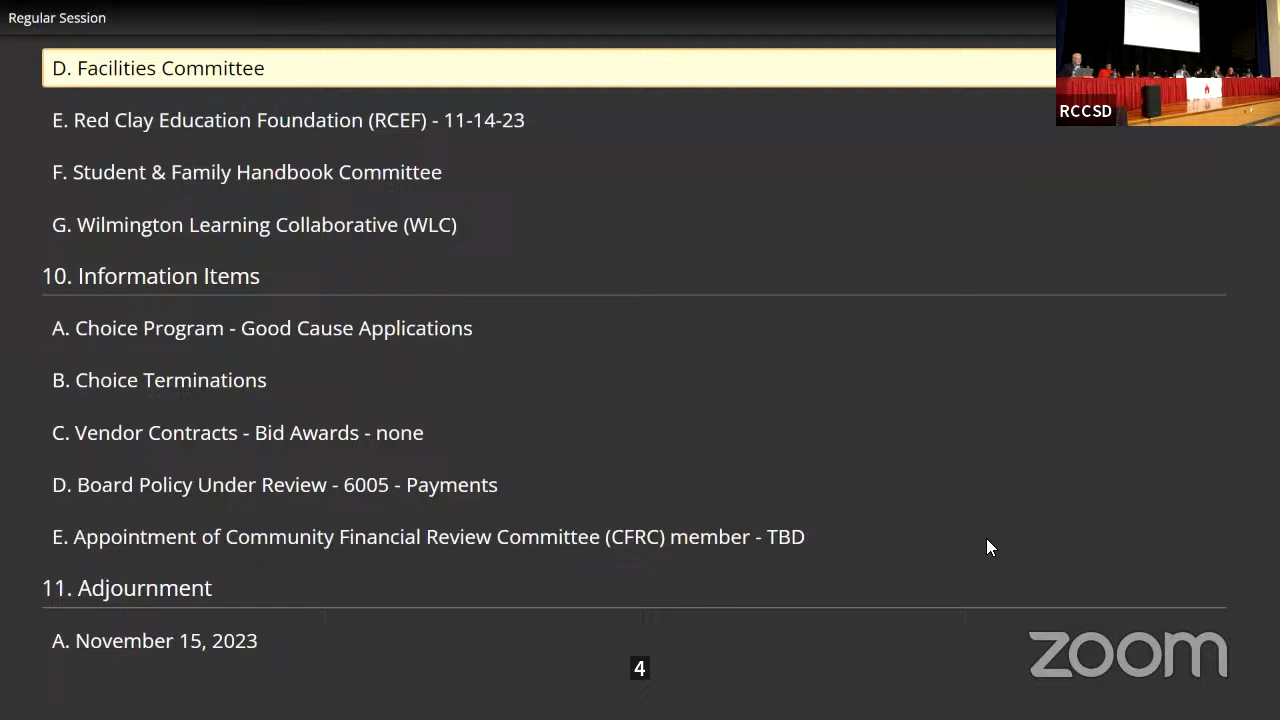 Regular Session
RCCSD
D. Facilities Committee
E. Red Clay Education Foundation (RCEF) - 11-14-23
F. Student & Family Handbook Committee
G. Wilmington Learning Collaborative (WLC)
10. Information Items
A. Choice Program - Good Cause Applications
B. Choice Terminations
C. Vendor Contracts - Bid Awards - none
D. Board Policy Under Review - 6005 - Payments
E. Appointment of Community Financial Review Committee (CFRC) member - TBD
11. Adjournment
A. November 15, 2023
4
zoom